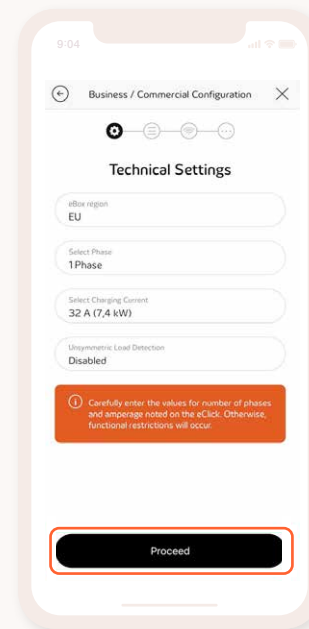 9:04
Business / Commercial Configuration
Technical Settings
eBox region
EU
Select Phase
1 Phase
Select Charging Current
32 A (7,4 kW)
Unsymmetric Load Detection
Disabled
Carefully enter the values for number of phases
and amperage noted on the eClick. Otherwise,
functional restrictions will occur.
Proceed